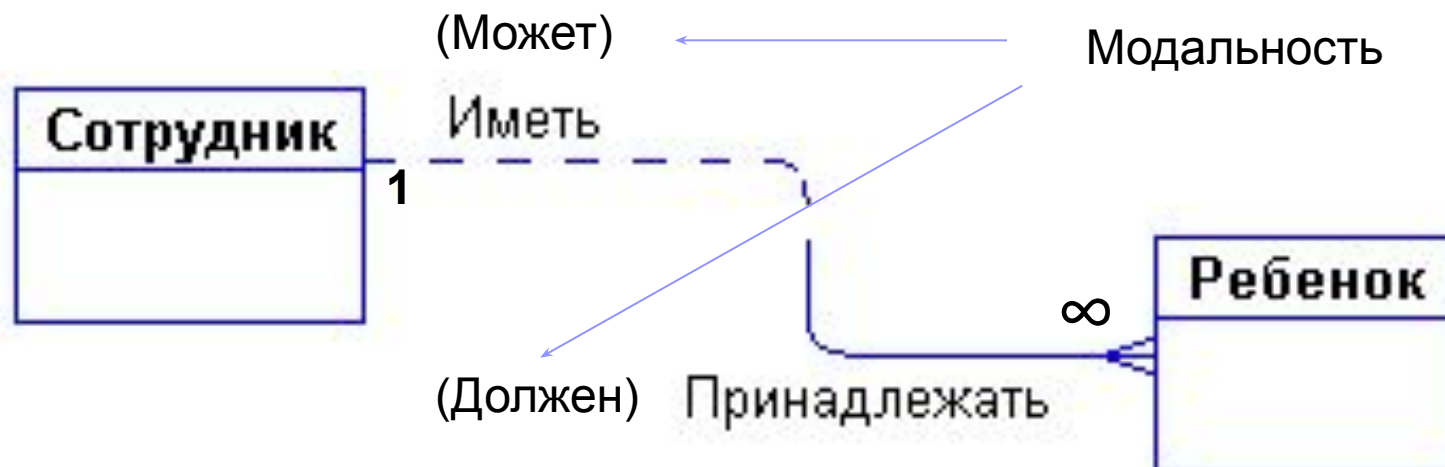 (Может)
Модальность
Сотрудник
Иметь
1
Ребенок
∞
(Должен)
Принадлежать